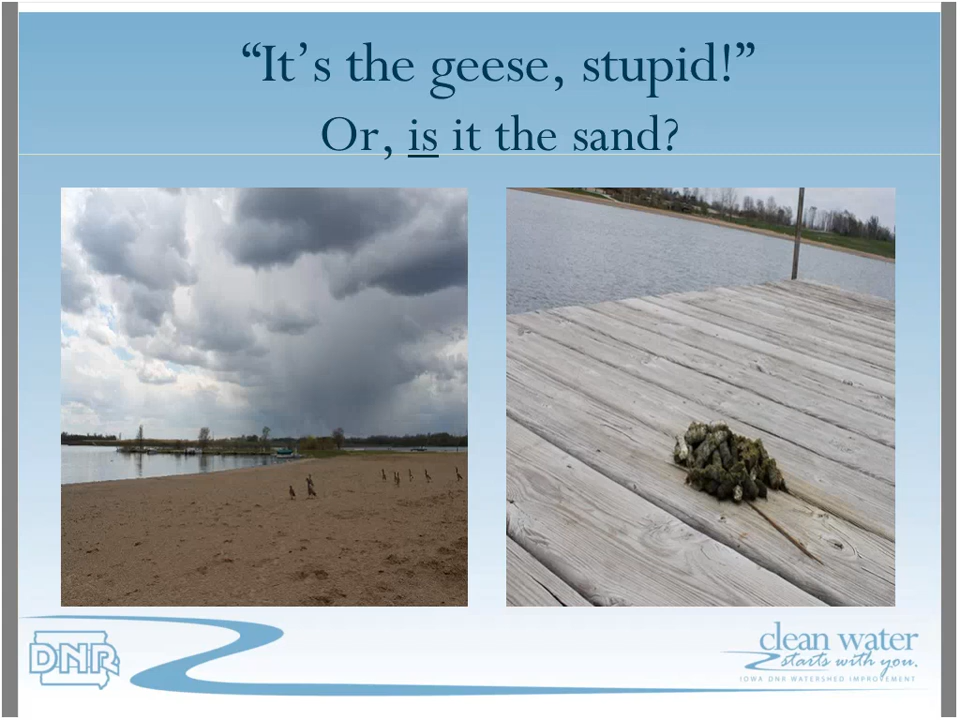 “It’s the geese, stupid!”
Or, is it the sand?
DNR
clean water
starts with you.
IOWA DNR WATERSHED IMPROVEMENT